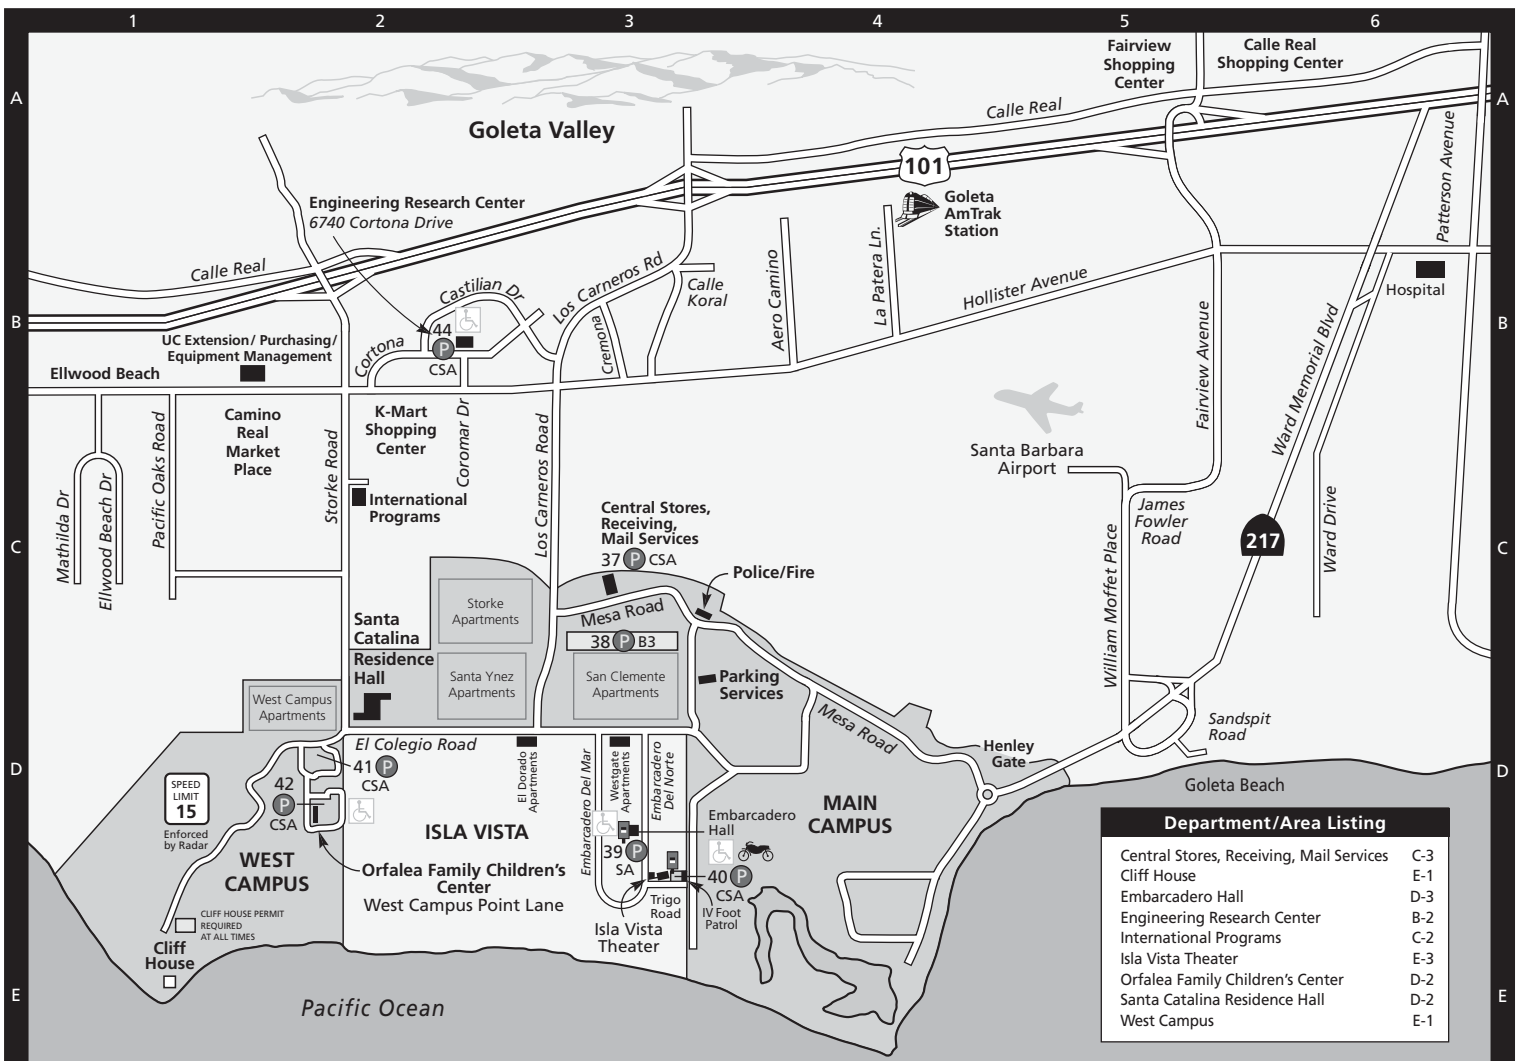 1 2 3 4 5 6
A
A
B
B
C
C
D
D
E
E
Fairview
Shopping
Center
Calle Real
Shopping Center
Calle Real
Goleta Valley
101
Patterson Avenue
Engineering Research Center
6740 Cortona Drive
Goleta
AmTrak
Station
Calle Real
Castilian Dr
Los Carneros Rd
Calle
Koral
Aero Camino
La Patera Ln.
Hollister Avenue
Hospital
44
P
CSA
Cortona
Cremona
UC Extension/Purchasing/
Equipment Management
Ellwood Beach
Fairview Avenue
Ward Memorial Blvd
Camino
Real
Market
Place
K-Mart
Shopping
Center
Coromar Dr
Pacific Oaks Road
Storke Road
Los Carneros Road
Santa Barbara
Airport
Mathilda Dr
Ellwood Beach Dr
International
Programs
James
Fowler
Road
217
Ward Drive
William Moffet Place
Central Stores,
Receiving,
Mail Services
37 P CSA
Police/Fire
Storke
Apartments
Mesa Road
38 P B3
Santa
Catalina
Residence
Hall
Santa Ynez
Apartments
San Clemente
Apartments
Parking
Services
West Campus
Apartments
Mesa Road
Sandspit
Road
Henley
Gate
El Colegio Road
El Dorado
Apartments
Embarcadero Del Mar
Westgate
Apartments
Embarcadero
Del Norte
41 P
CSA
42
P
CSA
SPEED
LIMIT
15
Enforced
by Radar
Goleta Beach
MAIN
CAMPUS
ISLA VISTA
Embarcadero
Hall
39 P
SA
40 P
CSA
WEST
CAMPUS
Orfalea Family Children's
Center
West Campus Point Lane
Trigo
Road
IV Foot
Patrol
Isla Vista
Theater
CLIFF HOUSE PERMIT
REQUIRED
AT ALL TIMES
Cliff
House
Pacific Ocean
Department/Area Listing
Central Stores, Receiving, Mail Services C-3
Cliff House E-1
Embarcadero Hall D-3
Engineering Research Center B-2
International Programs C-2
Isla Vista Theater E-3
Orfalea Family Children's Center D-2
Santa Catalina Residence Hall D-2
West Campus E-1